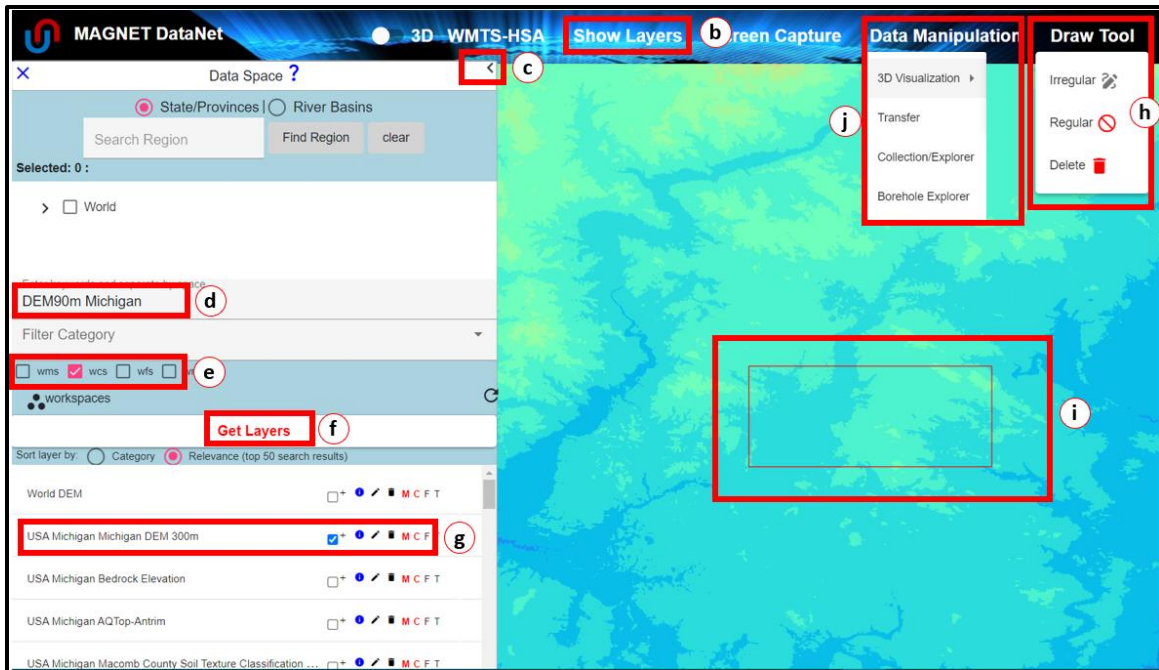 MAGNET DataNet
3D WMTS-HSA Show Layers b reen Capture Data Manipulation Draw Tool
✕ Data Space ? < c
State/Provinces | River Basins
Search Region Find Region clear
Selected: 0 :
> World
DEM90m Michigan d
Filter Category
wms wcs wfs e
workspaces
Get Layers f
Sort layer by: Category Relevance (top 50 search results)
World DEM + M C F T
USA Michigan Michigan DEM 300m + M C F g
USA Michigan Bedrock Elevation + M C F T
USA Michigan AQTop-Antrim + M C F T
USA Michigan Macomb County Soil Texture Classification ... + M C F T
3D Visualization
Transfer
Collection/Explorer
Borehole Explorer
j
Irregular
Regular
Delete
h
i